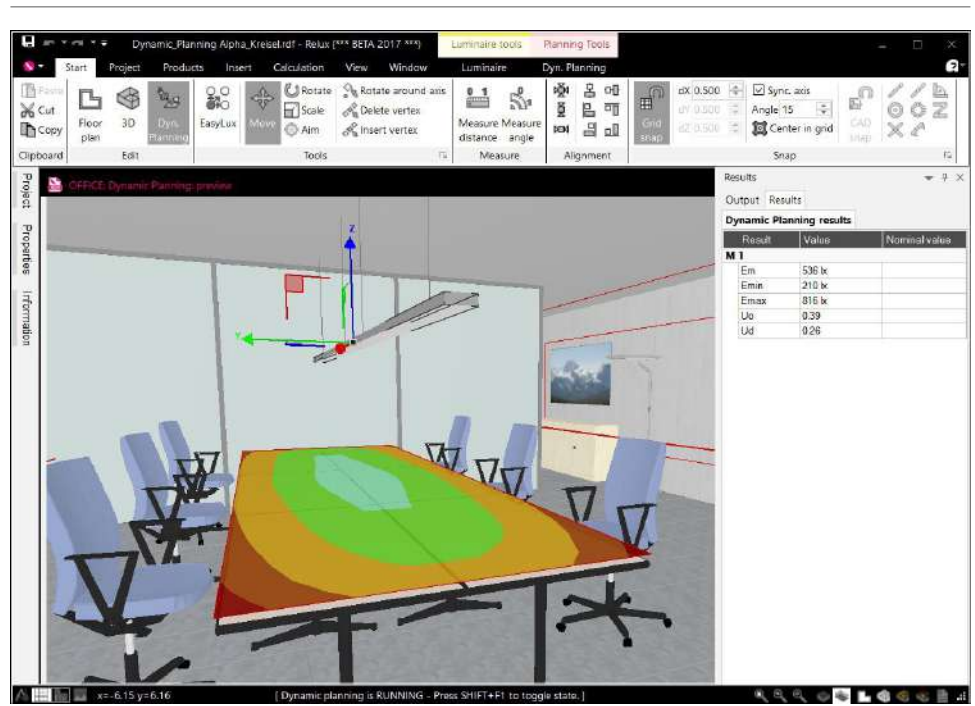 Dynamic_Planning Alpha_Kreisel.rdf - Relux (*** BETA 2017 ***) Luminaire tools Planning Tools
Start Project Products Insert Calculation View Window Luminaire Dyn. Planning
Paste Cut Copy
Floor plan 3D Dyn. Planning
EasyLux Move Rotate Scale Aim Rotate around axis Delete vertex Insert vertex
Measure distance Measure angle
Grid snap dX 0.500 dY 0.500 dZ 0.500 Sync. axis Angle 15 Center in grid CAD snap
Clipboard Edit Tools Measure Alignment Snap
Project
Properties
Information
OFFICE: Dynamic Planning: preview
Z
Y
Results
Output Results
Dynamic Planning results
Result Value Nominal value
M 1
Em 536 lx
Emin 210 lx
Emax 816 lx
Uo 0.39
Ud 0.26
x=-6.15 y=6.16 [ Dynamic planning is RUNNING - Press SHIFT+F1 to toggle state. ]